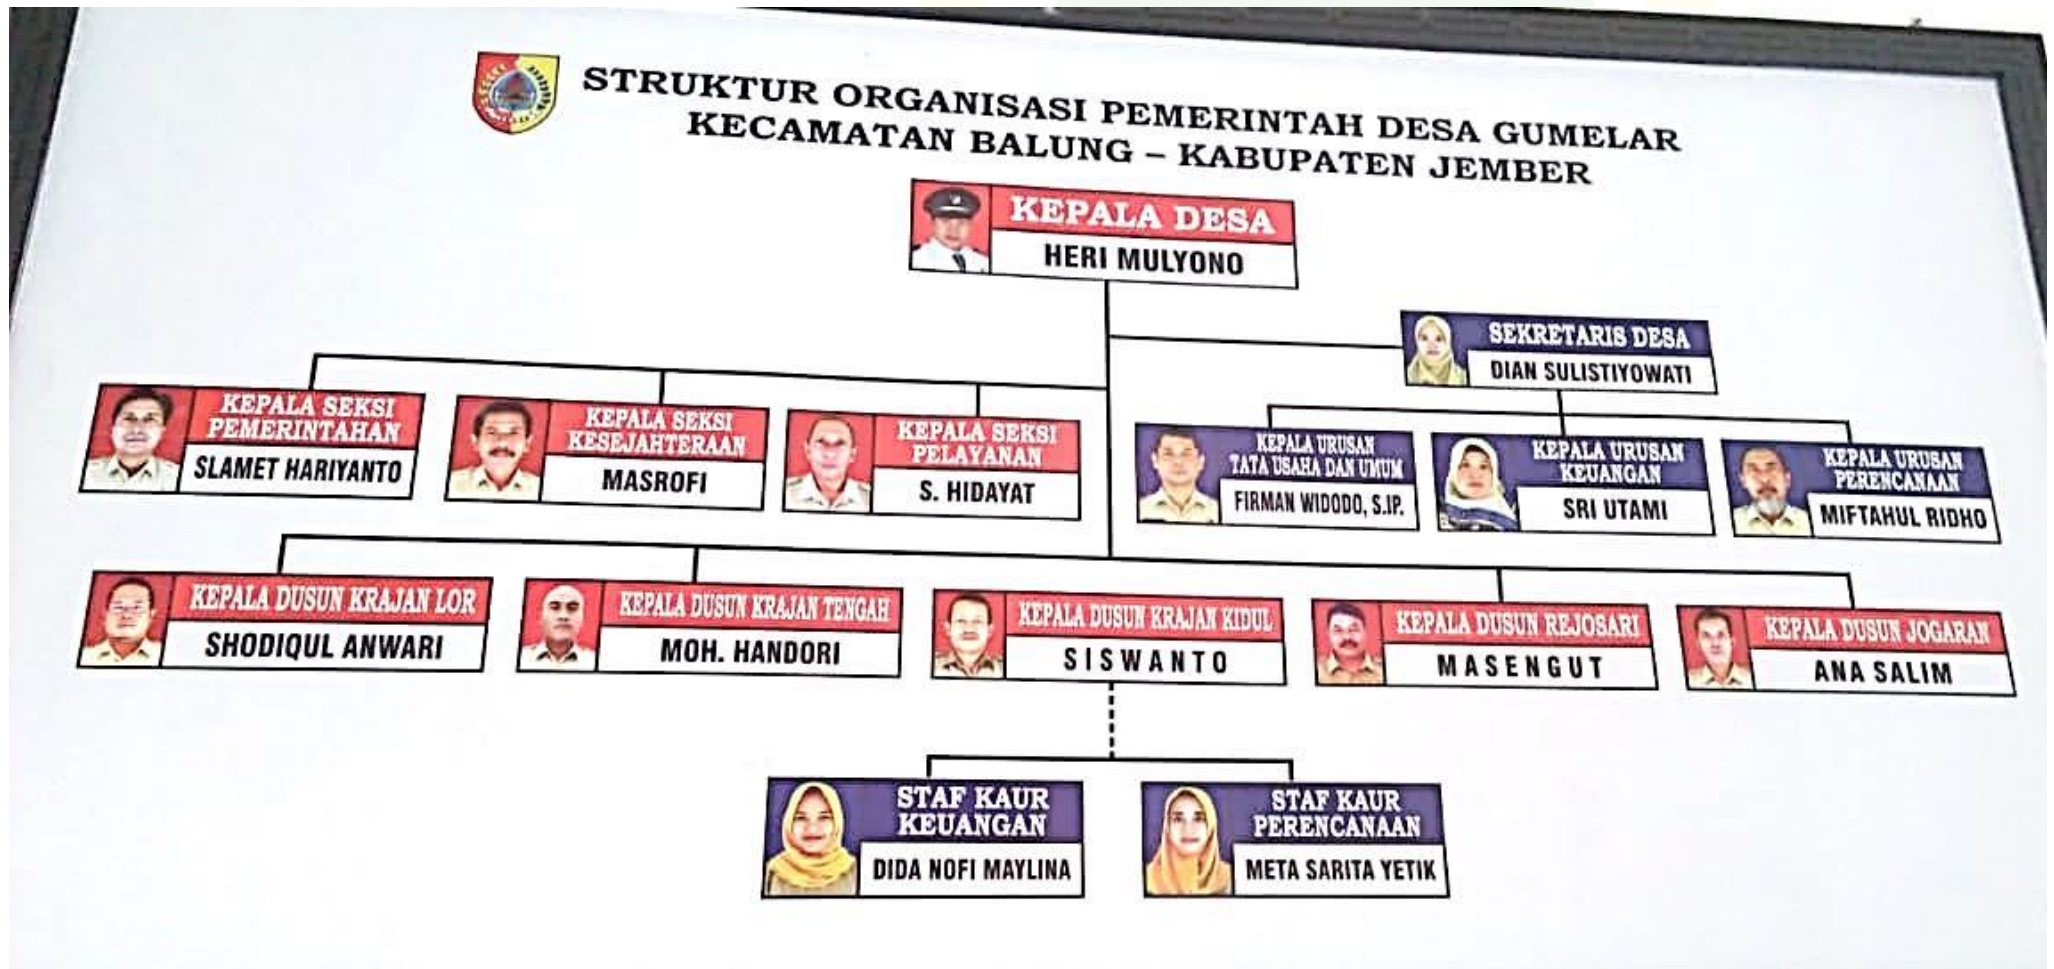 STRUKTUR ORGANISASI PEMERINTAH DESA GUMELAR
KECAMATAN BALUNG – KABUPATEN JEMBER
KEPALA DESA
HERI MULYONO
SEKRETARIS DESA
DIAN SULISTIYOWATI
KEPALA SEKSI
PEMERINTAHAN
SLAMET HARIYANTO
KEPALA SEKSI
KESEJAHTERAAN
MASROFI
KEPALA SEKSI
PELAYANAN
S. HIDAYAT
KEPALA URUSAN
TATA USAHA DAN UMUM
FIRMAN WIDODO, S.IP.
KEPALA URUSAN
KEUANGAN
SRI UTAMI
KEPALA URUSAN
PERENCANAAN
MIFTAHUL RIDHO
KEPALA DUSUN KRAJAN LOR
SHODIQUL ANWARI
KEPALA DUSUN KRAJAN TENGAH
MOH. HANDORI
KEPALA DUSUN KRAJAN KIDUL
SISWANTO
KEPALA DUSUN REJOSARI
MASENGUT
KEPALA DUSUN JOGARAN
ANA SALIM
STAF KAUR
KEUANGAN
DIDA NOFI MAYLINA
STAF KAUR
PERENCANAAN
META SARITA YETIK